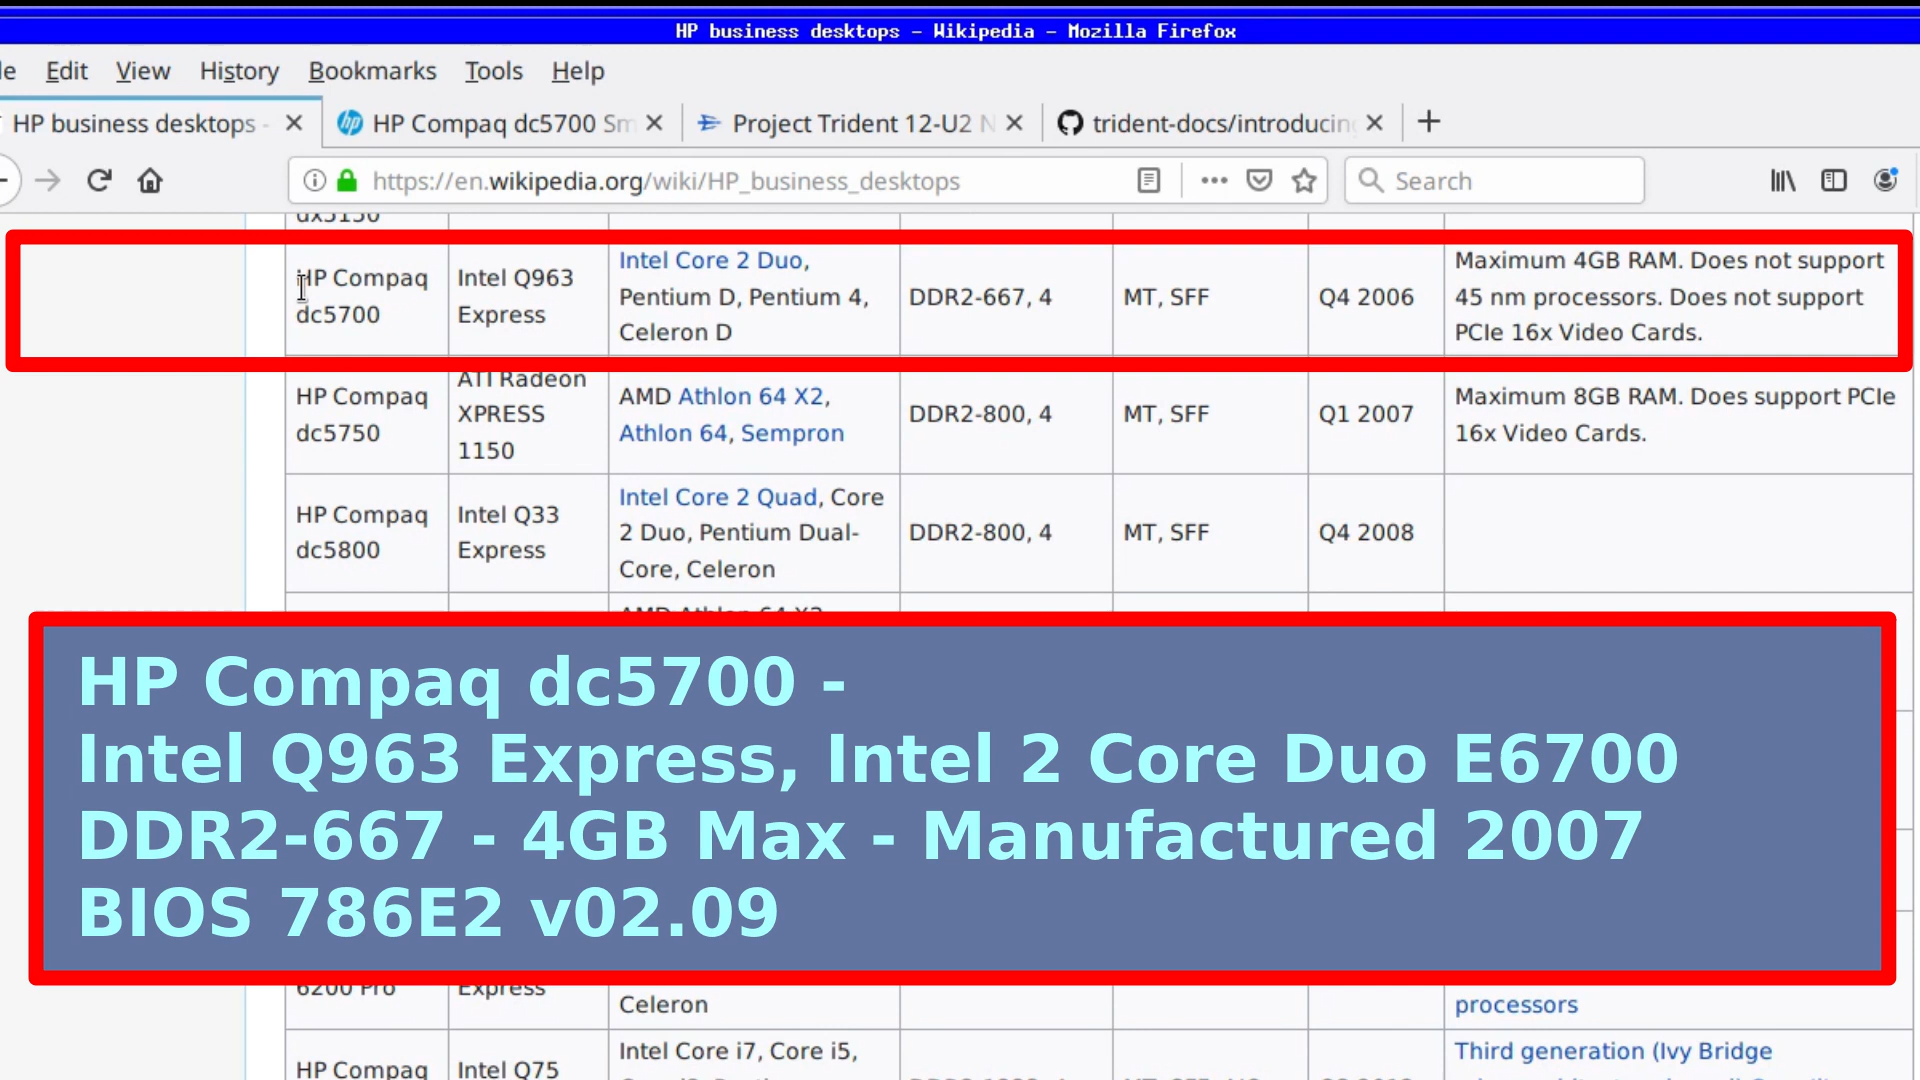 HP business desktops - Wikipedia - Mozilla Firefox
Edit View History Bookmarks Tools Help
HP business desktops - HP Compaq dc5700 Sm Project Trident 12-U2 N trident-docs/introducin
https://en.wikipedia.org/wiki/HP_business_desktops Search
dx5150
HP Compaq dc5700
Intel Q963 Express
Intel Core 2 Duo,
Pentium D, Pentium 4,
Celeron D
DDR2-667, 4
MT, SFF
Q4 2006
Maximum 4GB RAM. Does not support
45 nm processors. Does not support
PCIe 16x Video Cards.
HP Compaq
dc5750
ATI Radeon
XPRESS
1150
AMD Athlon 64 X2,
Athlon 64, Sempron
DDR2-800, 4
MT, SFF
Q1 2007
Maximum 8GB RAM. Does support PCIe
16x Video Cards.
HP Compaq
dc5800
Intel Q33
Express
Intel Core 2 Quad, Core
2 Duo, Pentium Dual-
Core, Celeron
DDR2-800, 4
MT, SFF
Q4 2008
AMD Athlon 64 X2
HP Compaq dc5700 -
Intel Q963 Express, Intel 2 Core Duo E6700
DDR2-667 - 4GB Max - Manufactured 2007
BIOS 786E2 v02.09
6200 Pro
Express
Celeron
processors
HP Compaq
Intel Q75
Intel Core i7, Core i5,
Third generation (Ivy Bridge